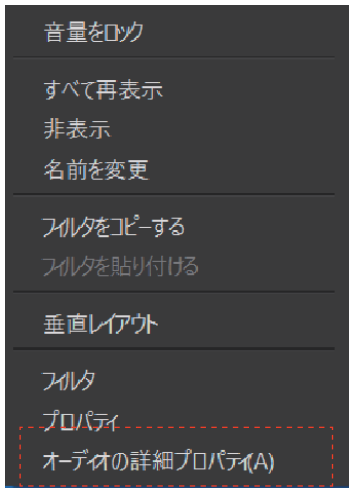 音量をロック
すべて再表示
非表示
名前を変更
フィルタをコピーする
フィルタを貼り付ける
垂直レイアウト
フィルタ
プロパティ
オーディオの詳細プロパティ(A)